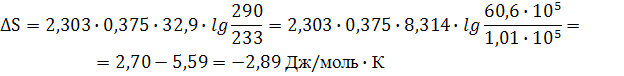 ΔS = 2,303 · 0,375 · 32,9 · lg 290/233 = 2,303 · 0,375 · 8,314 · lg 60,6 · 10⁵/1,01 · 10⁵ =
= 2,70 − 5,59 = −2,89 Дж/моль · К